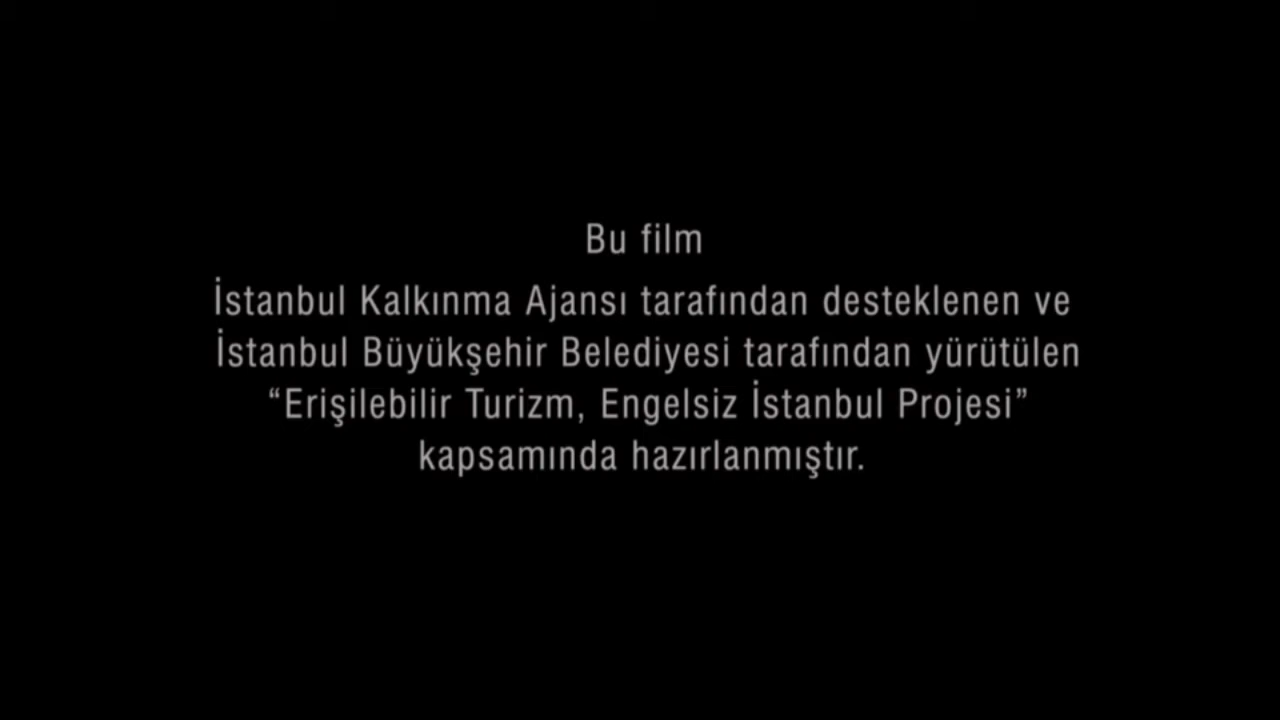 Bu film
İstanbul Kalkınma Ajansı tarafından desteklenen ve
İstanbul Büyükşehir Belediyesi tarafından yürütülen
“Erişilebilir Turizm, Engelsiz İstanbul Projesi”
kapsamında hazırlanmıştır.